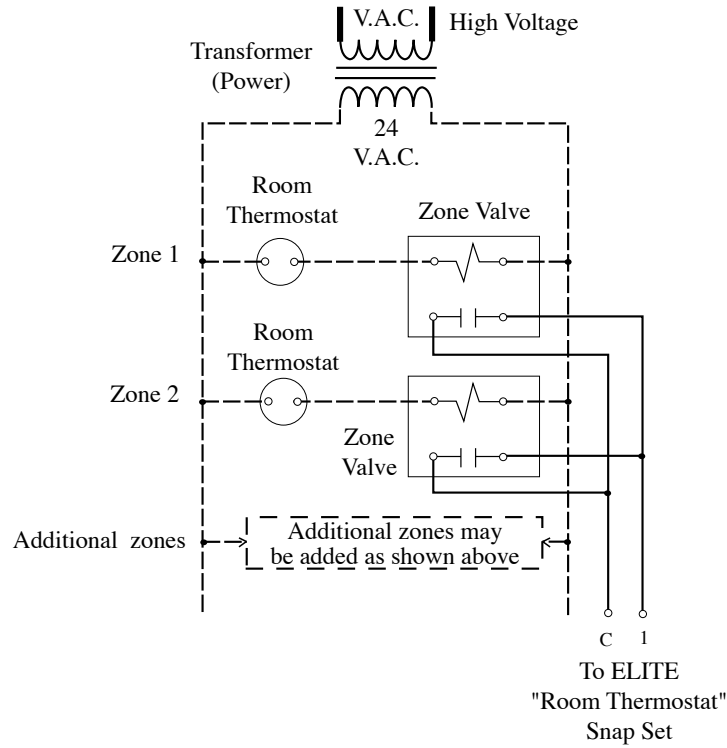 V.A.C.
High Voltage
Transformer
(Power)
24
V.A.C.
Room
Thermostat
Zone Valve
Zone 1
Room
Thermostat
Zone 2
Zone
Valve
Additional zones
Additional zones may
be added as shown above
C
1
To ELITE
"Room Thermostat"
Snap Set